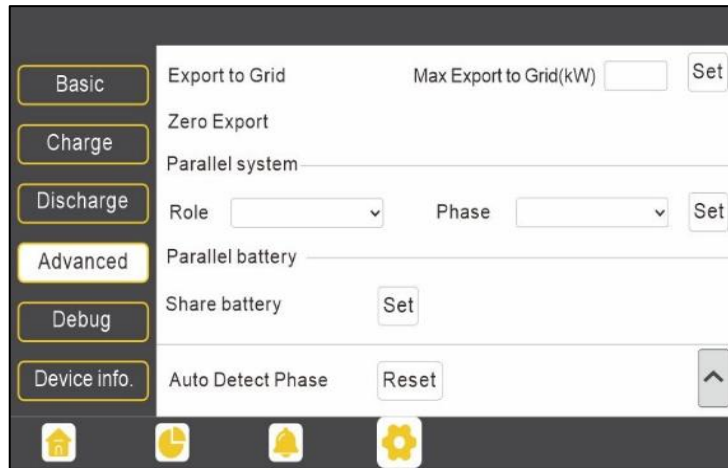 Basic
Charge
Discharge
Advanced
Debug
Device info.
Export to Grid Max Export to Grid(kW) Set
Zero Export
Parallel system
Role Phase Set
Parallel battery
Share battery Set
Auto Detect Phase Reset